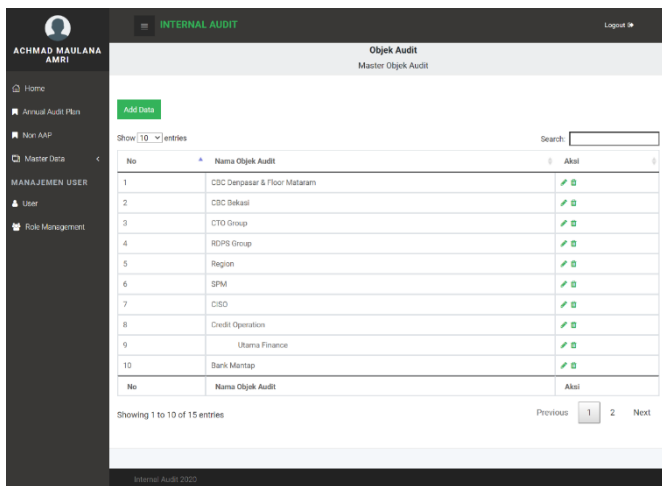 ACHMAD MAULANA
AMRI
Home
Annual Audit Plan
Non AAP
Master Data
MANAJEMEN USER
User
Role Management
INTERNAL AUDIT
Logout
Objek Audit
Master Objek Audit
Add Data
Show 10 entries
Search:
No Nama Objek Audit Aksi
1 CBC Denpasar & Floor Mataram
2 CBC Bekasi
3 CTO Group
4 RDPS Group
5 Region
6 SPM
7 CISO
8 Credit Operation
9 Utama Finance
10 Bank Mantap
No Nama Objek Audit Aksi
Showing 1 to 10 of 15 entries
Previous 1 2 Next
Internal Audit 2020